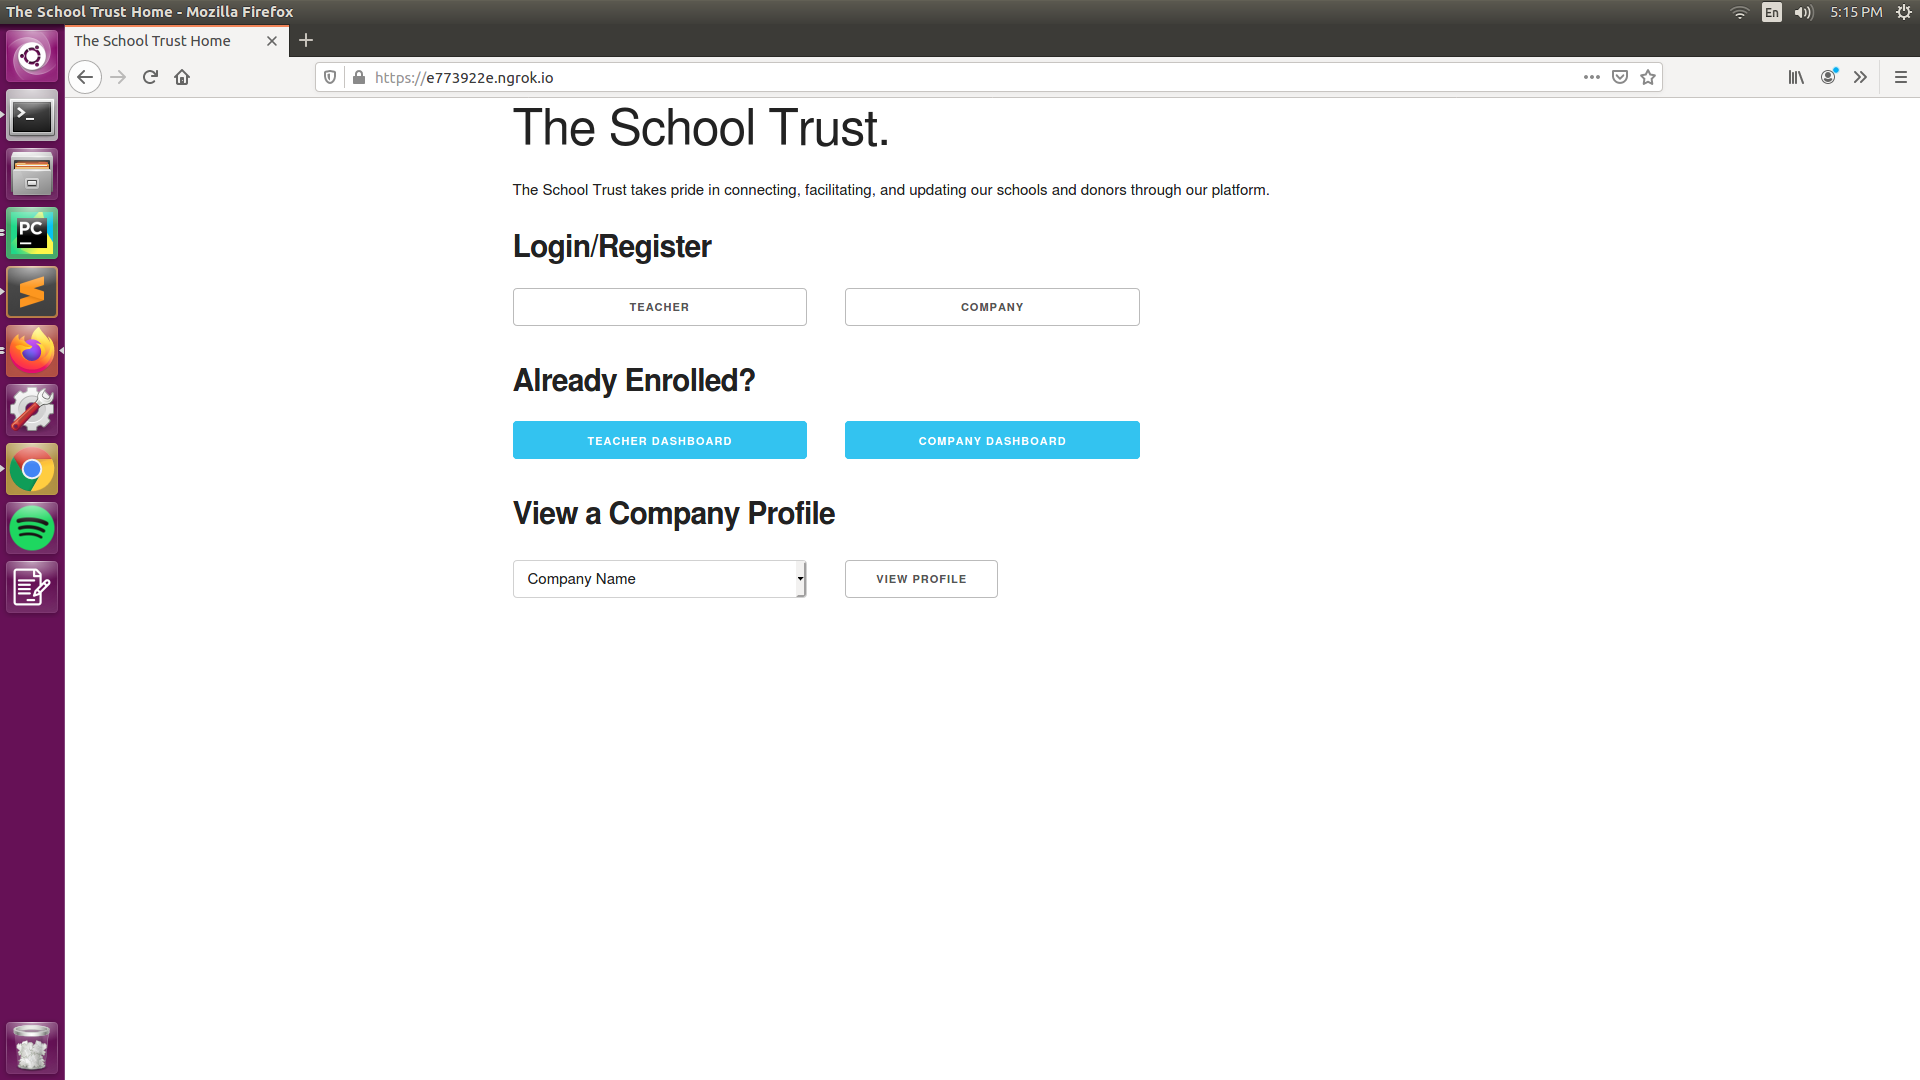 The School Trust Home - Mozilla Firefox
En
5:15 PM
The School Trust Home
https://e773922e.ngrok.io
The School Trust.
The School Trust takes pride in connecting, facilitating, and updating our schools and donors through our platform.
Login/Register
TEACHER COMPANY
Already Enrolled?
TEACHER DASHBOARD COMPANY DASHBOARD
View a Company Profile
Company Name VIEW PROFILE
>_
PC